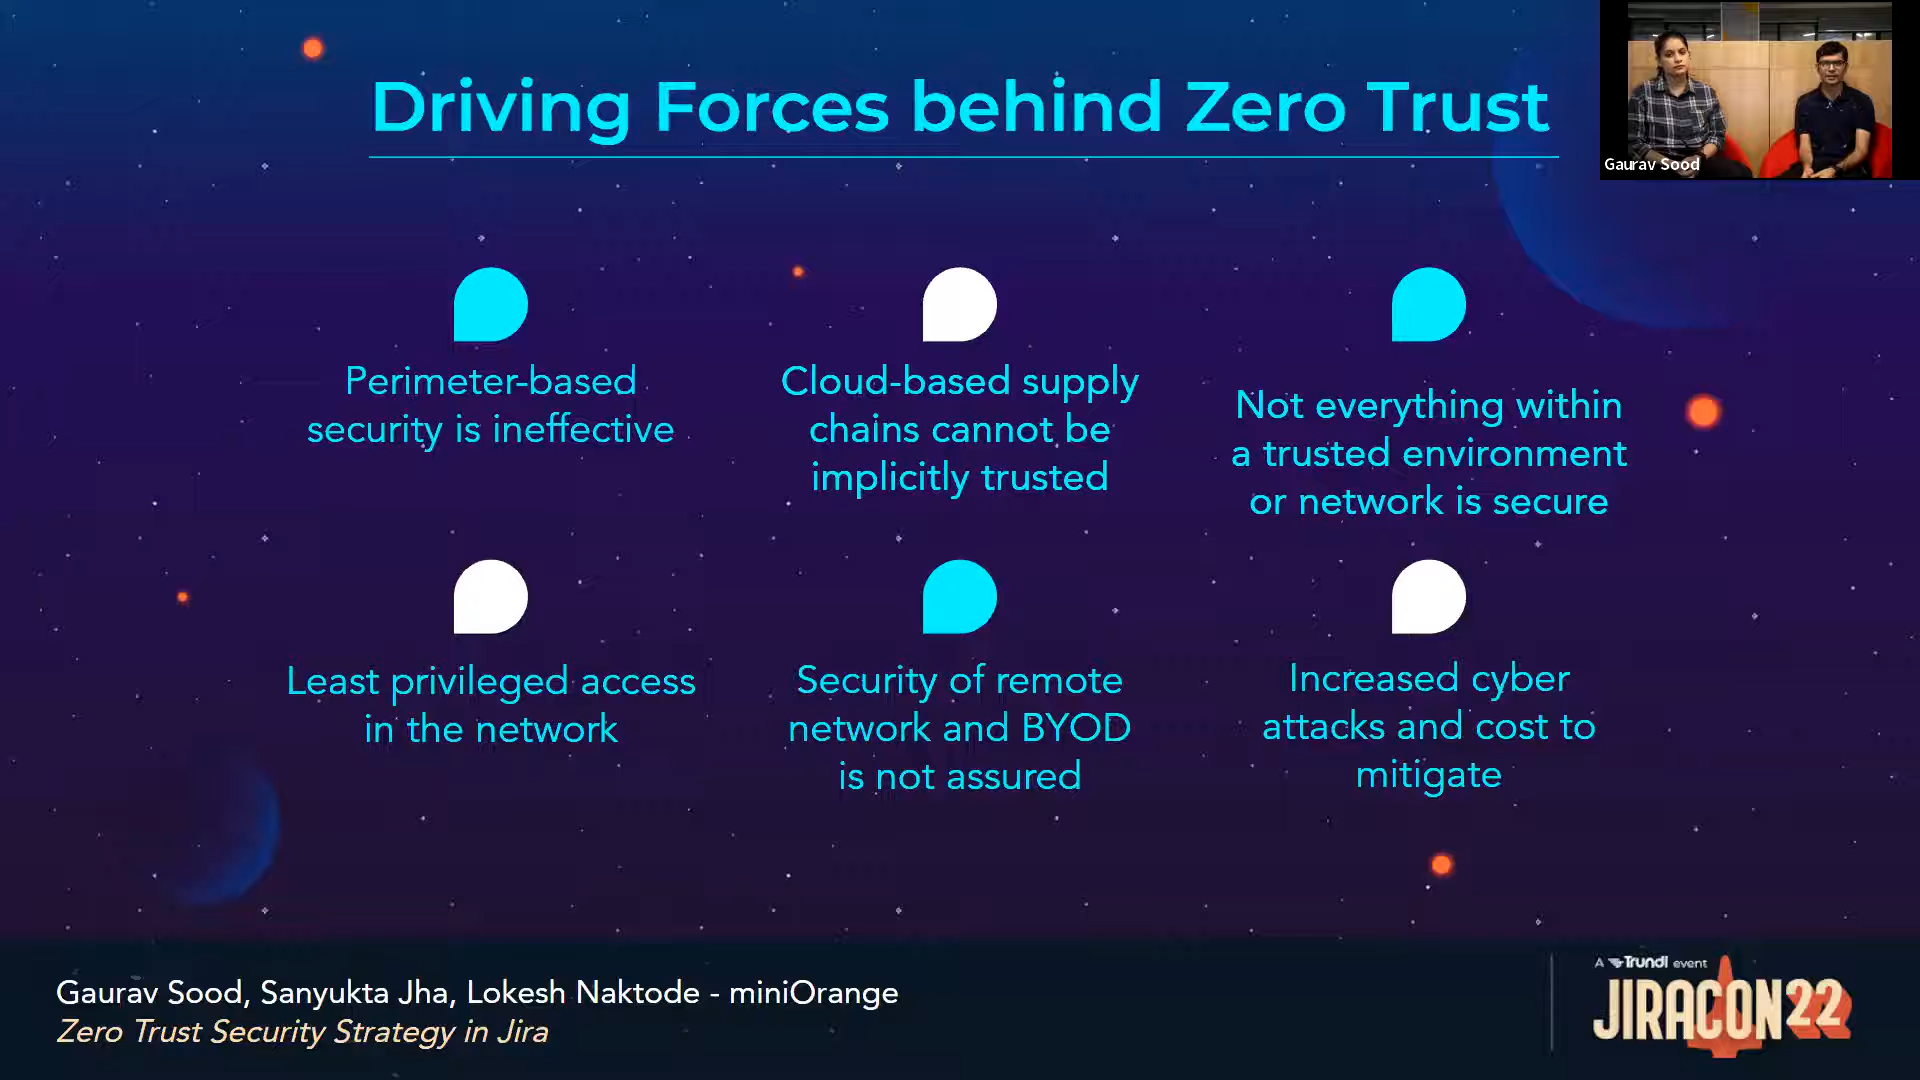 Driving Forces behind Zero Trust
Gaurav Sood
Perimeter-based
security is ineffective
Cloud-based supply
chains cannot be
implicitly trusted
Not everything within
a trusted environment
or network is secure
Least privileged access
in the network
Security of remote
network and BYOD
is not assured
Increased cyber
attacks and cost to
mitigate
Gaurav Sood, Sanyukta Jha, Lokesh Naktode - miniOrange
Zero Trust Security Strategy in Jira
A Trundl event
JIRACON22